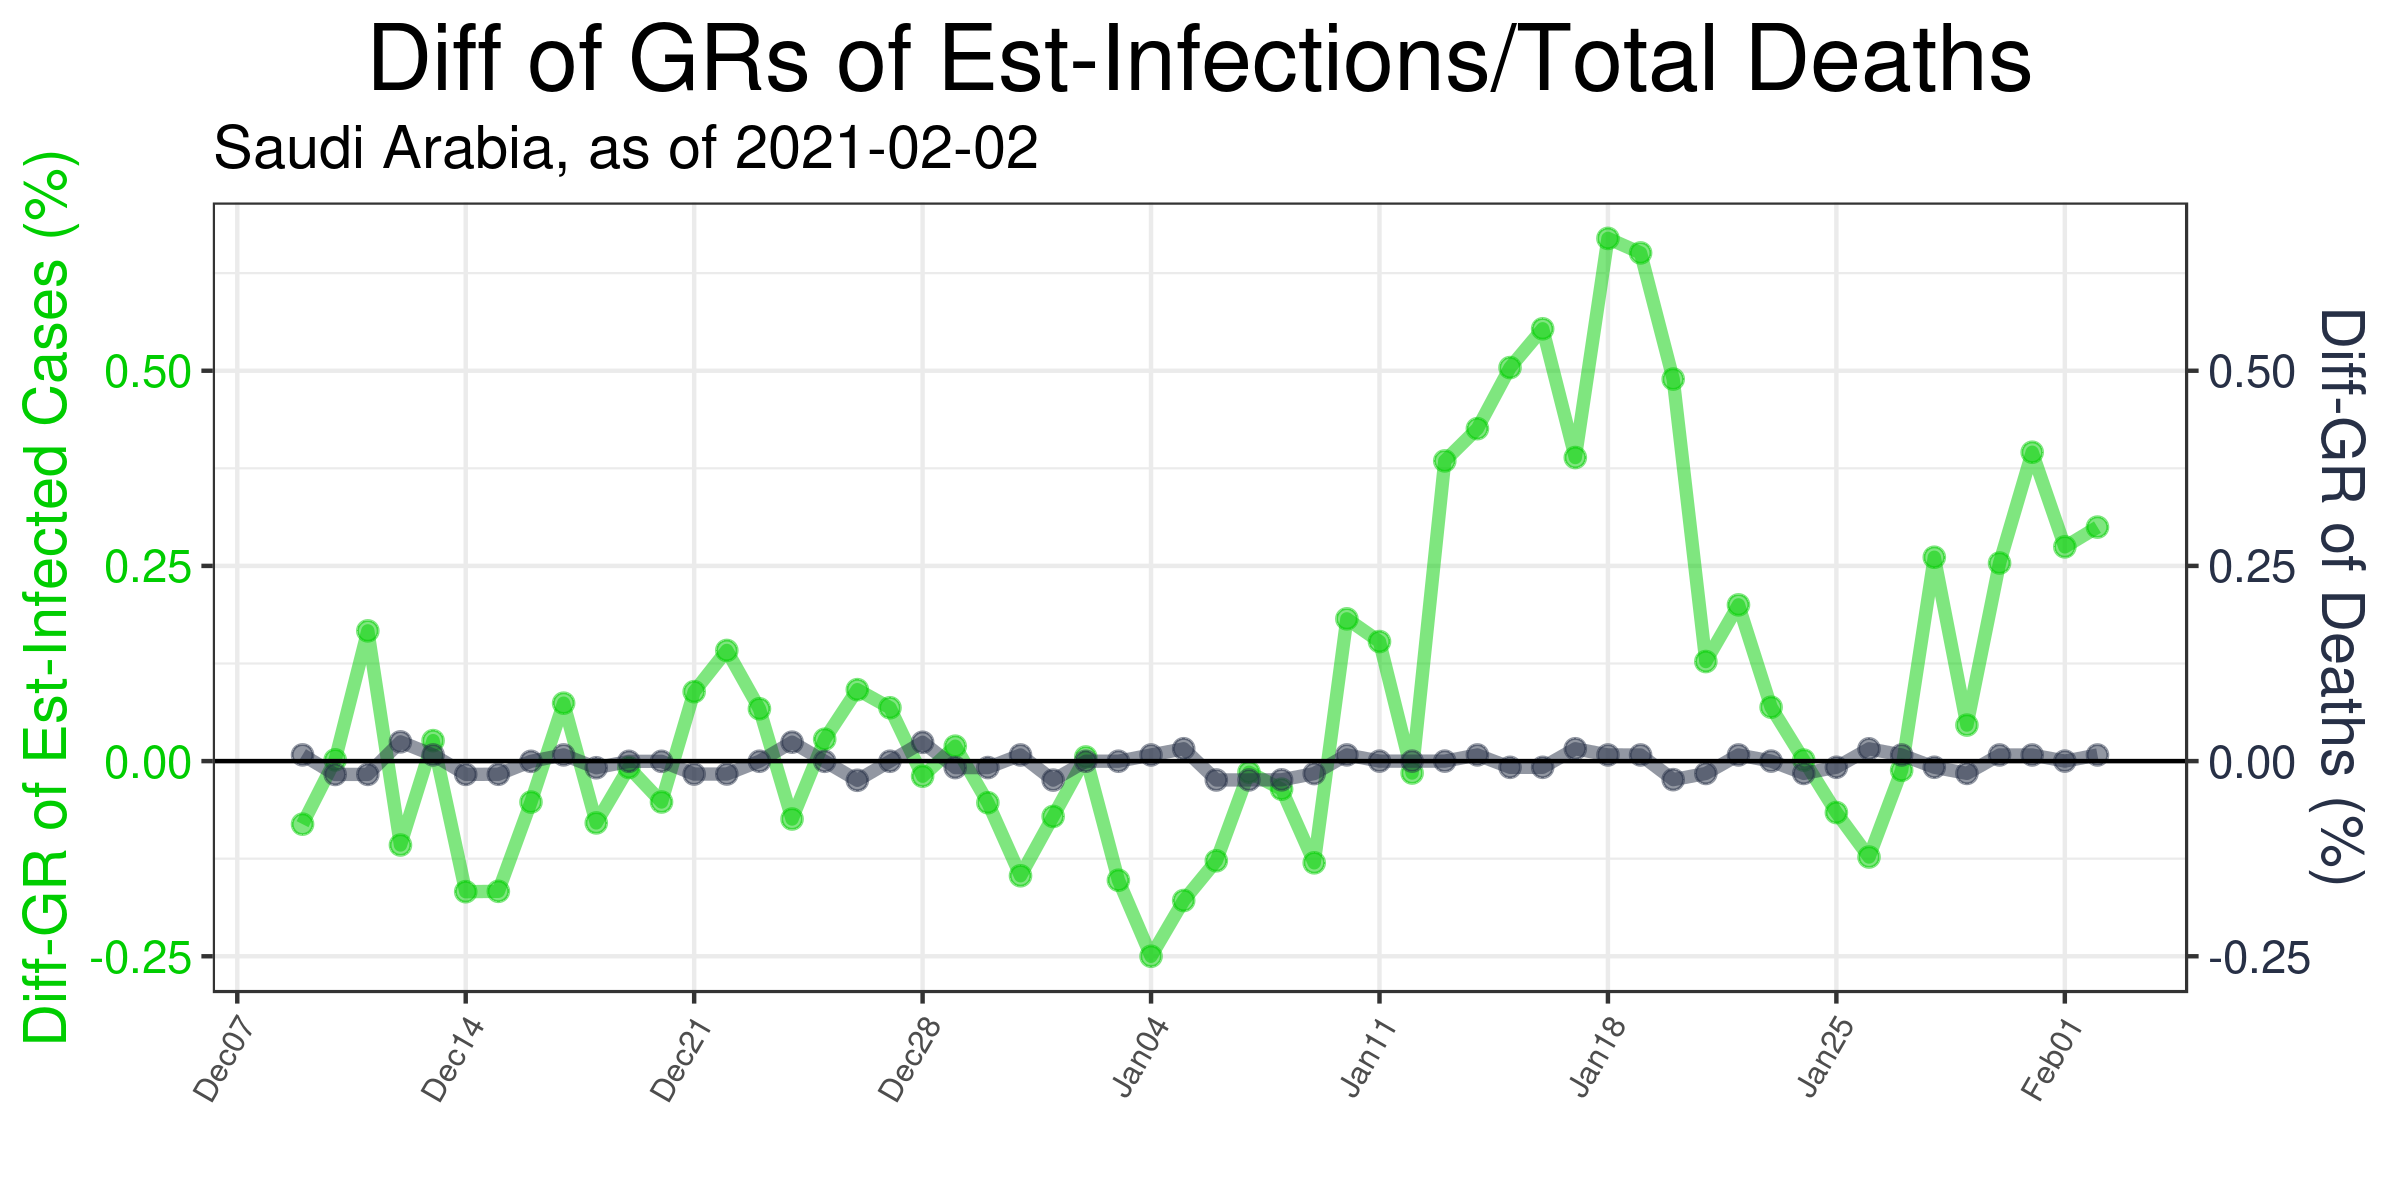 Diff of GRs of Est-Infections/Total Deaths
Saudi Arabia, as of 2021-02-02
Diff-GR of Est-Infected Cases (%)
0.50
0.25
0.00
-0.25
0.50
0.25
0.00
-0.25
Diff-GR of Deaths (%)
Dec07
Dec14
Dec21
Dec28
Jan04
Jan11
Jan18
Jan25
Feb01